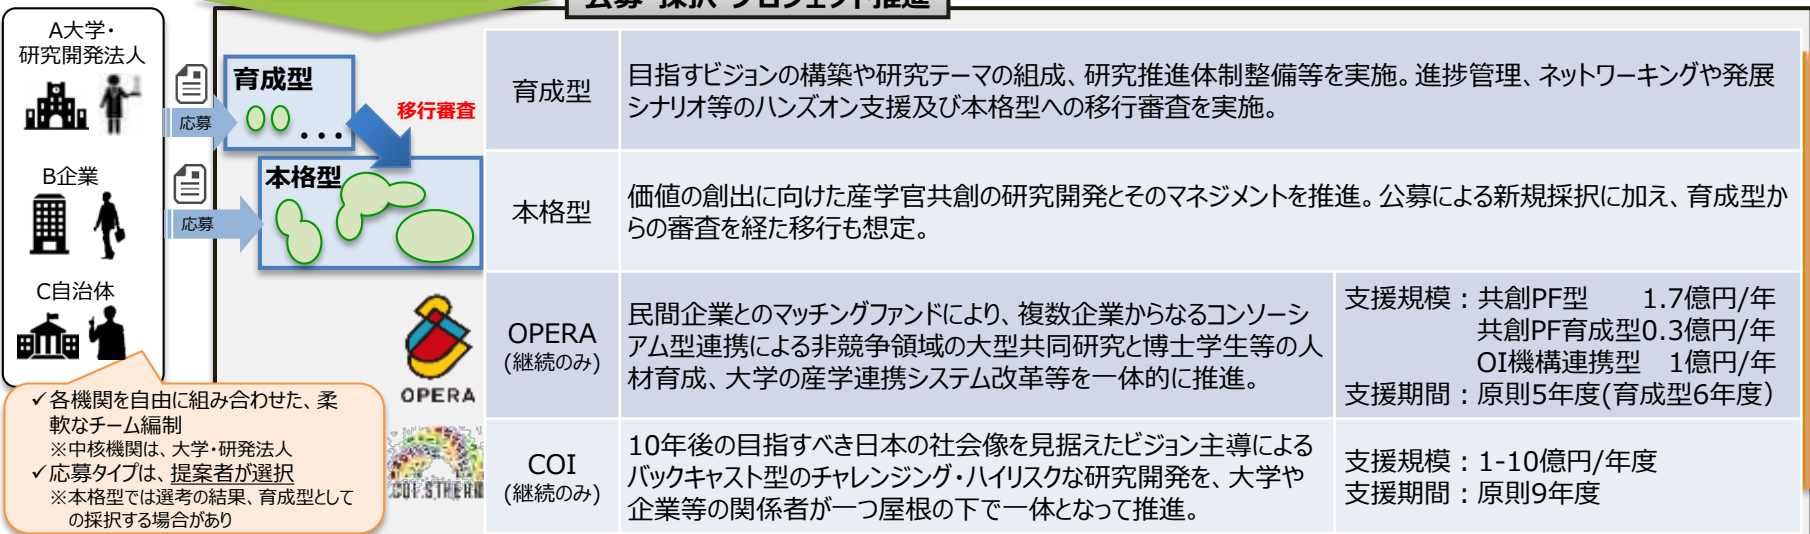 公募・採択・プロジェクト推進
A大学・
研究開発法人
B企業
C自治体
応募
応募
育成型
・・・
移行審査
本格型
育成型
目指すビジョンの構築や研究テーマの組成、研究推進体制整備等を実施。進捗管理、ネットワーキングや発展
シナリオ等のハンズオン支援及び本格型への移行審査を実施。
本格型
価値の創出に向けた産学官共創の研究開発とそのマネジメントを推進。公募による新規採択に加え、育成型か
らの審査を経た移行も想定。
OPERA
OPERA
(継続のみ)
民間企業とのマッチングファンドにより、複数企業からなるコンソーシ
アム型連携による非競争領域の大型共同研究と博士学生等の人
材育成、大学の産学連携システム改革等を一体的に推進。
支援規模：共創PF型 1.7億円/年
共創PF育成型0.3億円/年
OI機構連携型 1億円/年
支援期間：原則5年度(育成型6年度）
COI STREAM
COI
(継続のみ)
10年後の目指すべき日本の社会像を見据えたビジョン主導による
バックキャスト型のチャレンジング・ハイリスクな研究開発を、大学や
企業等の関係者が一つ屋根の下で一体となって推進。
支援規模：1-10億円/年度
支援期間：原則9年度
✓各機関を自由に組み合わせた、柔
軟なチーム編制
※中核機関は、大学・研発法人
✓応募タイプは、提案者が選択
※本格型では選考の結果、育成型として
の採択する場合があり